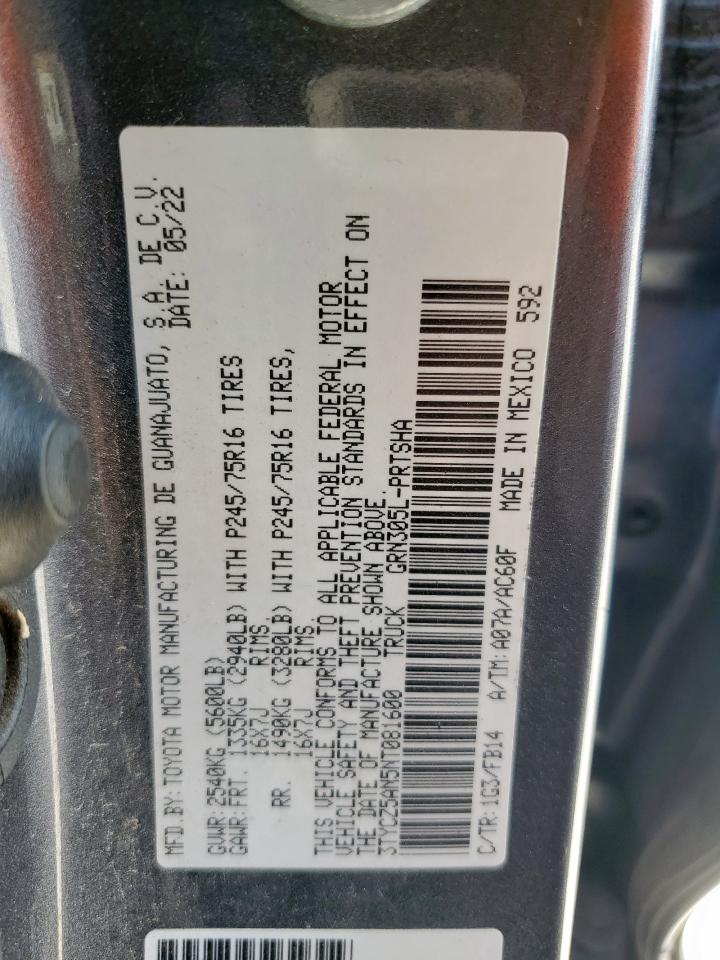 MFD.BY: TOYOTA MOTOR MANUFACTURING DE GUANAJUATO, S.A. DE C.V.
DATE: 05/22
GVWR: 2540KG (5600LB)
GAWR: FRT. 1335KG (2940LB) WITH P245/75R16 TIRES
16X7J RIMS.
RR. 1490KG (3280LB) WITH P245/75R16 TIRES,
16X7J RIMS.
THIS VEHICLE CONFORMS TO ALL APPLICABLE FEDERAL MOTOR
VEHICLE SAFETY AND THEFT PREVENTION STANDARDS IN EFFECT ON
THE DATE OF MANUFACTURE SHOWN ABOVE.
3TYCZ5AN5NT081600 TRUCK GRN305L-PRTSHA
C/TR: 1G3/FB14 A/TM: A07A/AC60F MADE IN MEXICO 592